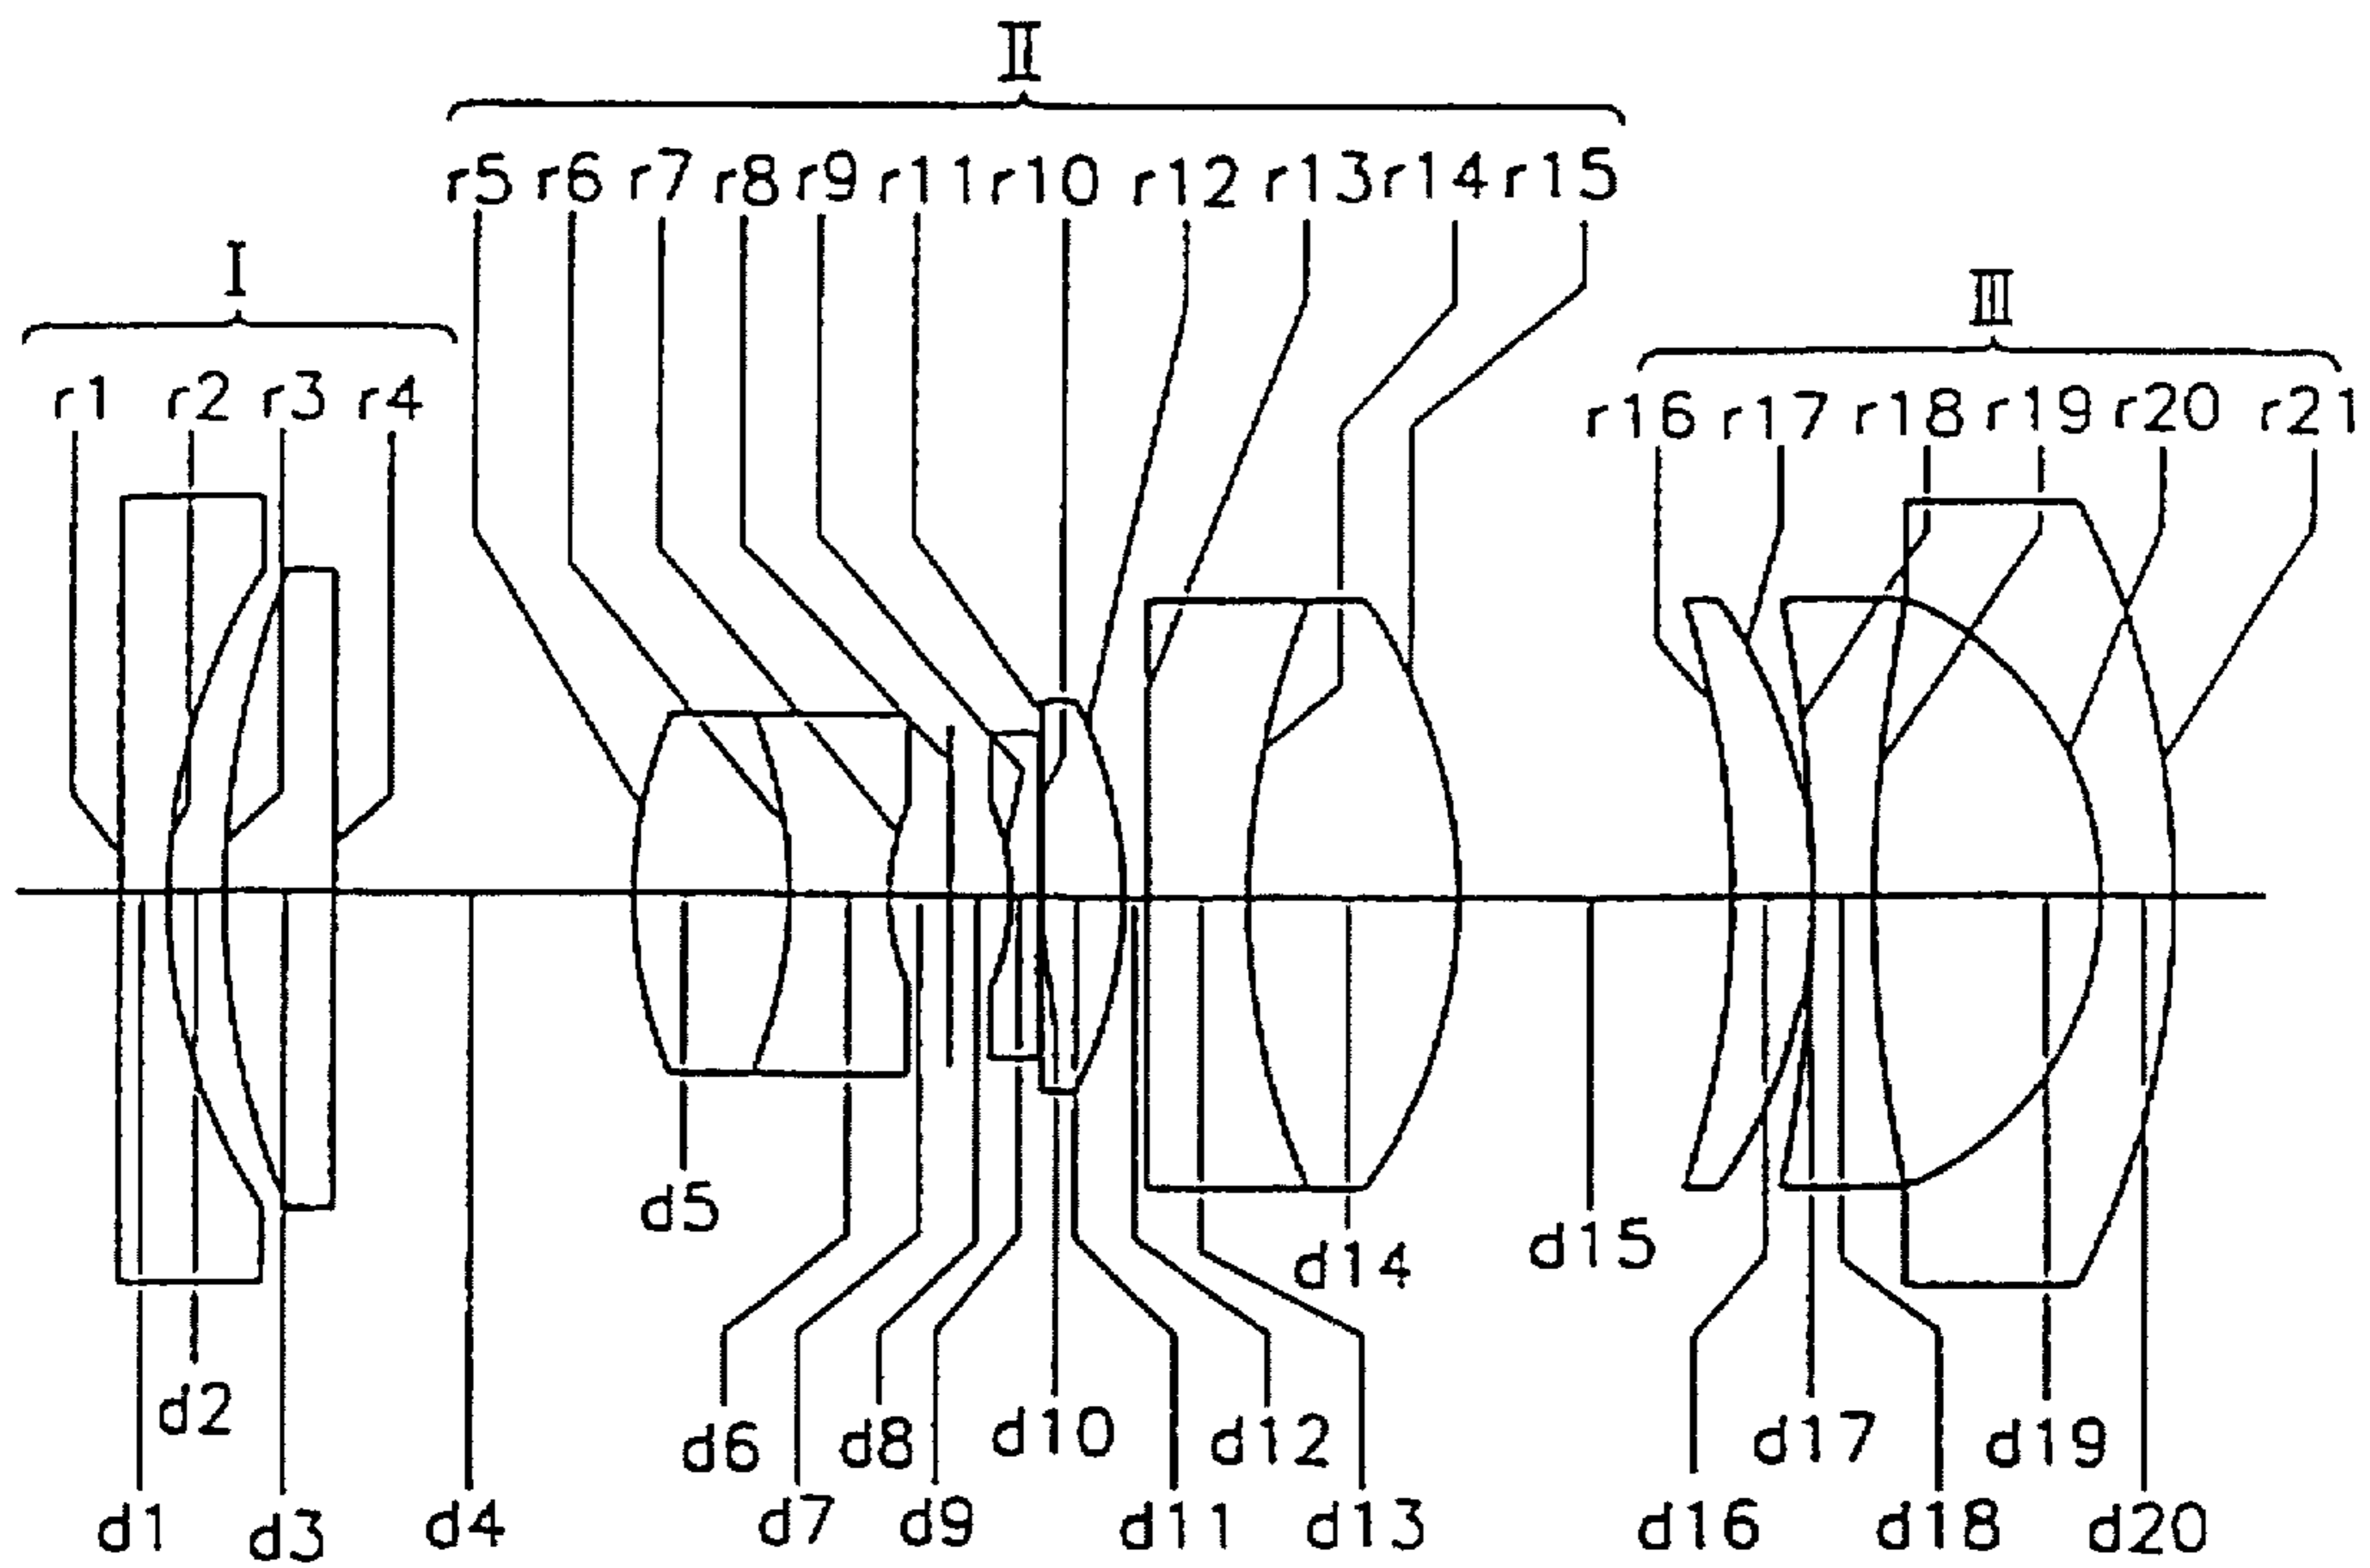 II
r5 r6 r7 r8 r9 r11 r10 r12 r13 r14 r15
I
III
r1 r2 r3 r4
r16 r17 r18 r19 r20 r21
d5
d14 d15
d2
d6 d8 d10 d12 d17 d19
d1 d3 d4 d7 d9 d11 d13 d16 d18 d20